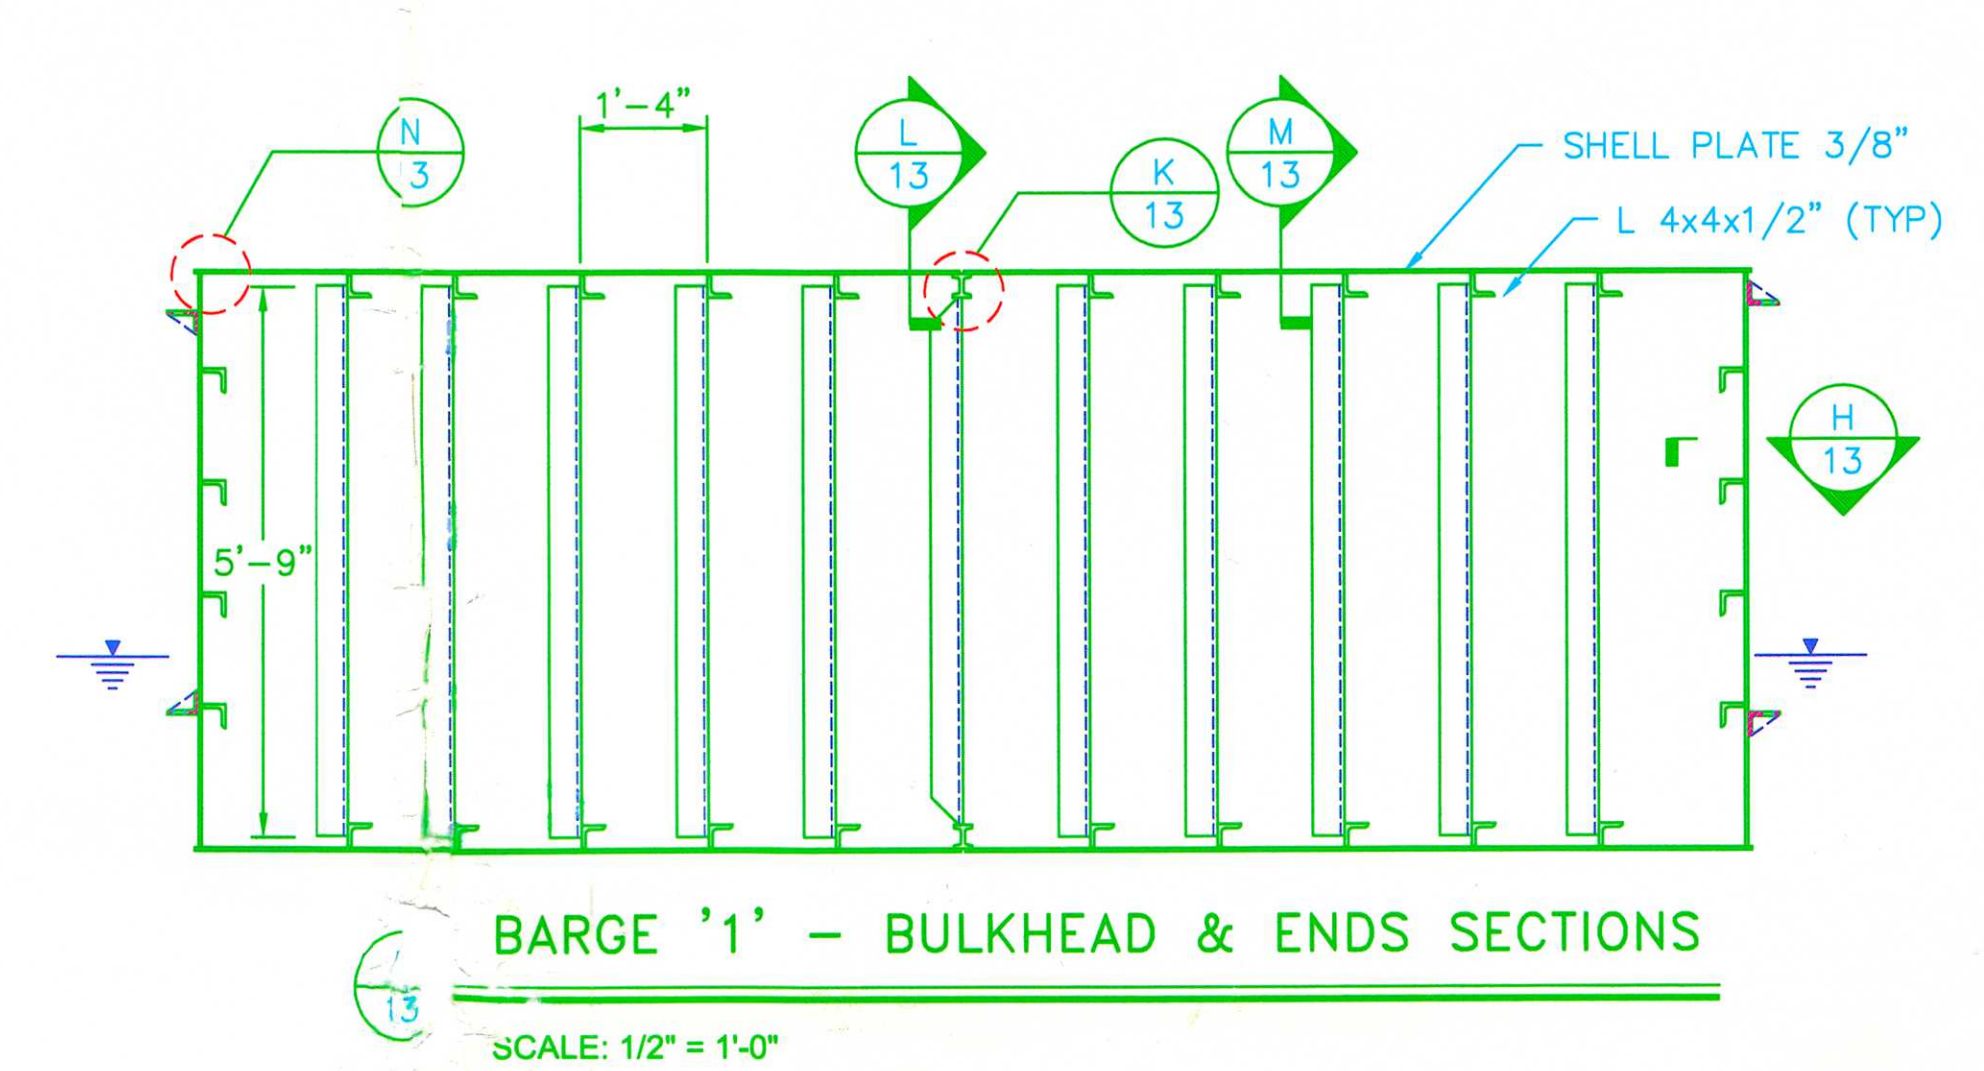 N
3
1'-4"
L
13
K
13
M
13
SHELL PLATE 3/8"
L 4x4x1/2" (TYP)
H
13
5'-9"
BARGE '1' - BULKHEAD & ENDS SECTIONS
13
SCALE: 1/2" = 1'-0"